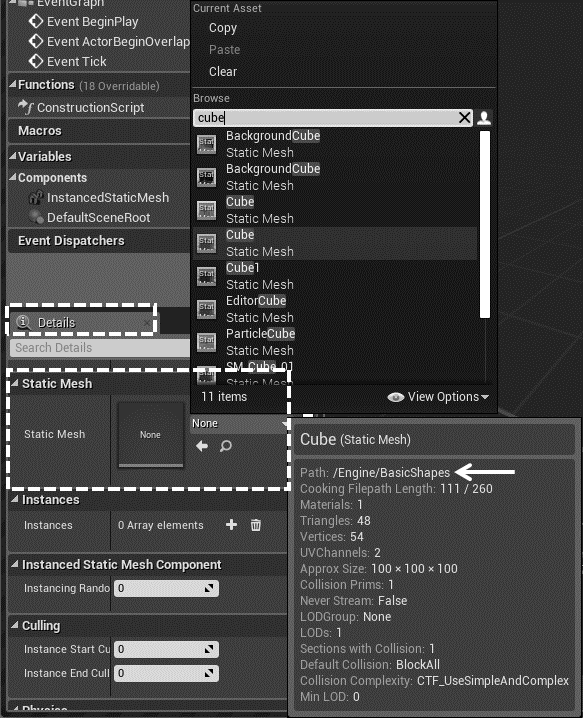 EventGraph
Event BeginPlay
Event ActorBeginOverlap
Event Tick
Functions (18 Overridable)
ConstructionScript
Macros
Variables
Components
InstancedStaticMesh
DefaultSceneRoot
Event Dispatchers
Current Asset
Copy
Paste
Clear
Browse
cube
BackgroundCube
Static Mesh
BackgroundCube
Static Mesh
Cube
Static Mesh
Cube
Static Mesh
Cube1
Static Mesh
EditorCube
Static Mesh
ParticleCube
Static Mesh
SM_Cube_01
Static Mesh
11 items
View Options
Details
Search Details
Static Mesh
Static Mesh
None
None
Instances
Instances 0 Array elements
Instanced Static Mesh Component
Instancing Rando 0
Culling
Instance Start Cu 0
Instance End Cull 0
Physics
Cube (Static Mesh)
Path: /Engine/BasicShapes
Cooking Filepath Length: 111 / 260
Materials: 1
Triangles: 48
Vertices: 54
UVChannels: 2
Approx Size: 100 × 100 × 100
Collision Prims: 1
Never Stream: False
LODGroup: None
LODs: 1
Sections with Collision: 1
Default Collision: BlockAll
Collision Complexity: CTF_UseSimpleAndComplex
Min LOD: 0